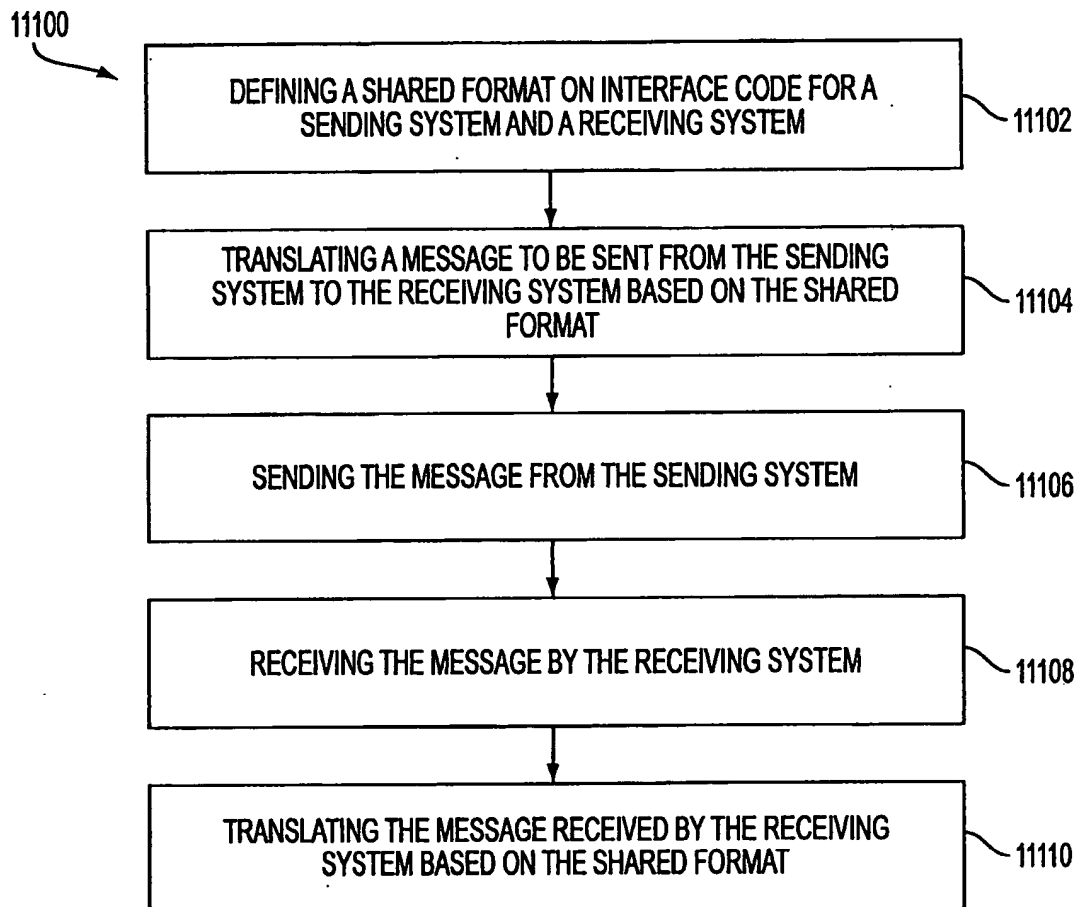 11100
DEFINING A SHARED FORMAT ON INTERFACE CODE FOR A
SENDING SYSTEM AND A RECEIVING SYSTEM
11102
TRANSLATING A MESSAGE TO BE SENT FROM THE SENDING
SYSTEM TO THE RECEIVING SYSTEM BASED ON THE SHARED
FORMAT
11104
SENDING THE MESSAGE FROM THE SENDING SYSTEM
11106
RECEIVING THE MESSAGE BY THE RECEIVING SYSTEM
11108
TRANSLATING THE MESSAGE RECEIVED BY THE RECEIVING
SYSTEM BASED ON THE SHARED FORMAT
11110